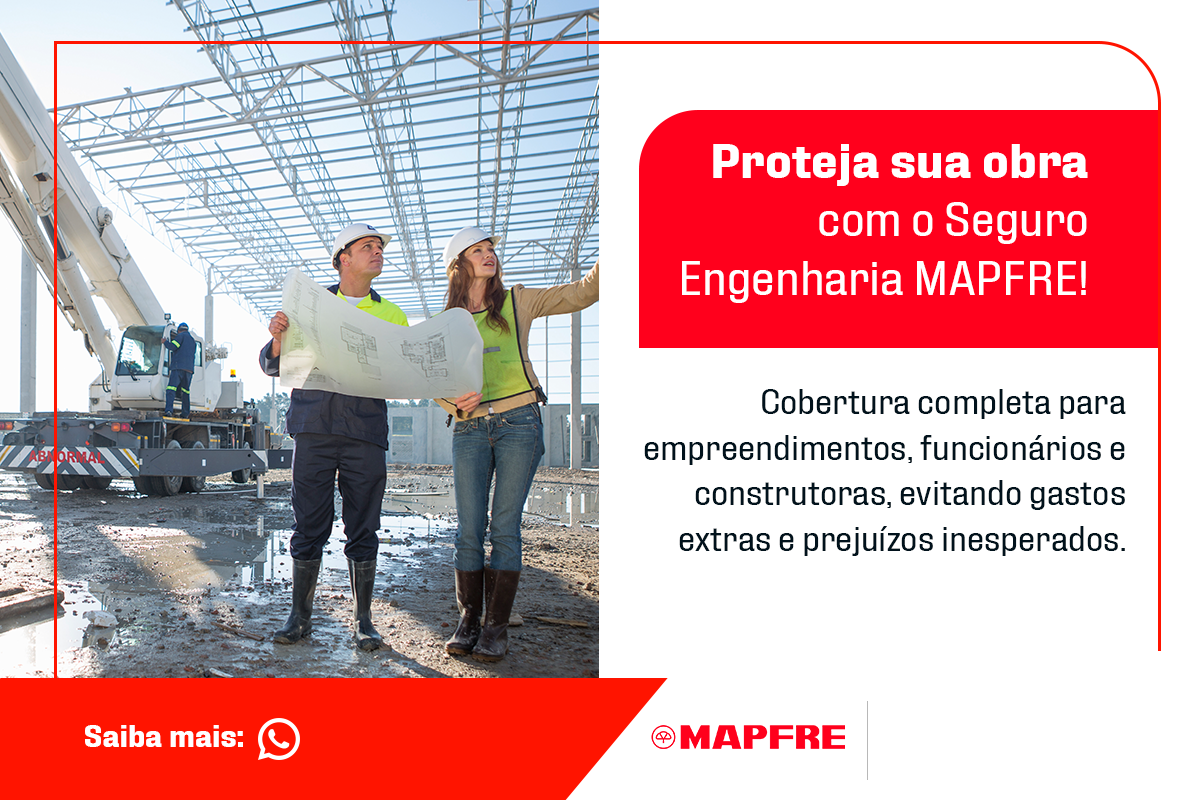 Proteja sua obra
com o Seguro
Engenharia MAPFRE!
Cobertura completa para
empreendimentos, funcionários e
construtoras, evitando gastos
extras e prejuízos inesperados.
ABNORMAL
Saiba mais:
MAPFRE